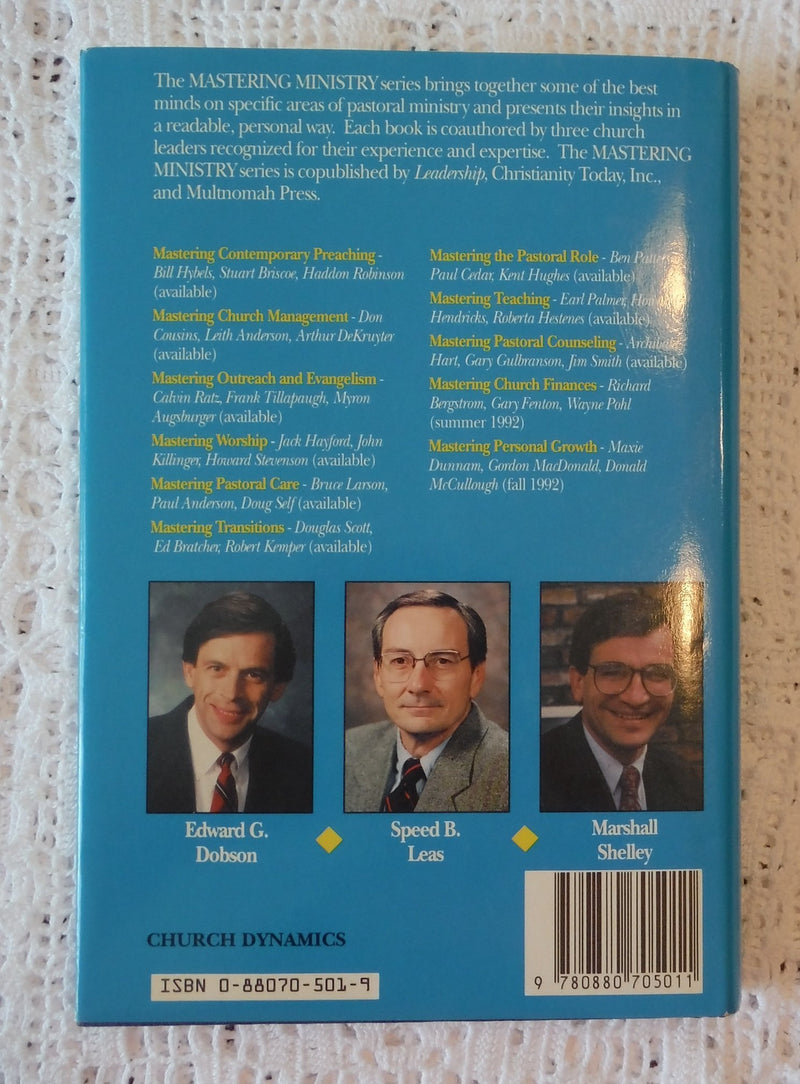 The MASTERING MINISTRY series brings together some of the best
minds on specific areas of pastoral ministry and presents their insights in
a readable, personal way. Each book is coauthored by three church
leaders recognized for their experience and expertise. The MASTERING
MINISTRY series is copublished by Leadership, Christianity Today, Inc.,
and Multnomah Press.
Mastering Contemporary Preaching -
Bill Hybels, Stuart Briscoe, Haddon Robinson
(available)
Mastering Church Management - Don
Cousins, Leith Anderson, Arthur DeKruyter
(available)
Mastering Outreach and Evangelism -
Calvin Ratz, Frank Tillapaugh, Myron
Augsburger (available)
Mastering Worship - Jack Hayford, John
Killinger, Howard Stevenson (available)
Mastering Pastoral Care - Bruce Larson,
Paul Anderson, Doug Self (available)
Mastering Transitions - Douglas Scott,
Ed Bratcher, Robert Kemper (available)
Mastering the Pastoral Role - Ben
Paul Cedar, Kent Hughes (available)
Mastering Teaching - Earl Palmer,
Hendricks, Roberta Hestenes (available)
Mastering Pastoral Counseling - Archibald
Hart, Gary Gulbranson, Jim Smith (available)
Mastering Church Finances - Richard
Bergstrom, Gary Fenton, Wayne Pohl
(summer 1992)
Mastering Personal Growth - Maxie
Dunnam, Gordon MacDonald, Donald
McCullough (fall 1992)
Edward G.
Dobson
Speed B.
Leas
Marshall
Shelley
CHURCH DYNAMICS
ISBN 0-88070-501-9
9 780880 705011